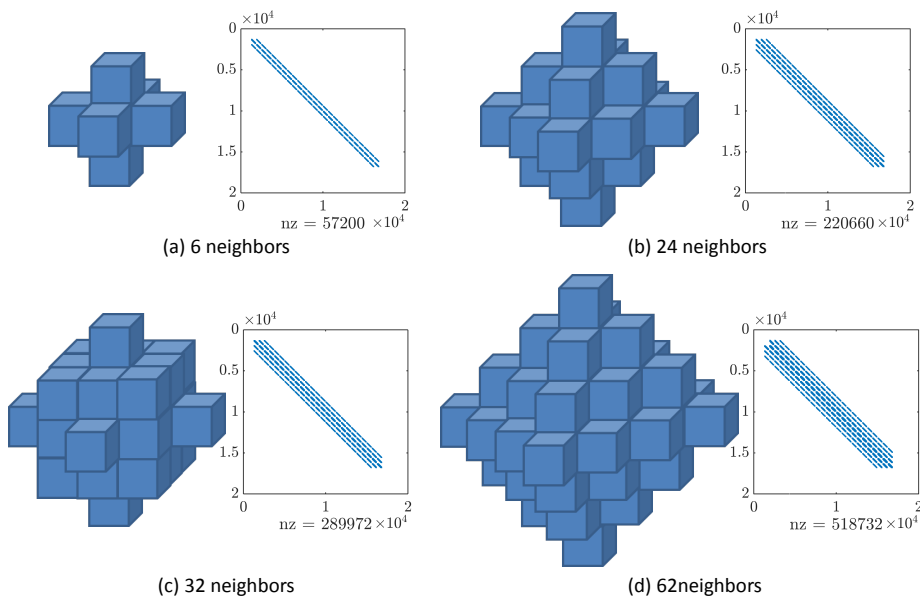 ×10⁴
0
0.5
1
1.5
2
0 1 2
nz = 57200 ×10⁴
(a) 6 neighbors
×10⁴
0
0.5
1
1.5
2
0 1 2
nz = 220660 ×10⁴
(b) 24 neighbors
×10⁴
0
0.5
1
1.5
2
0 1 2
nz = 289972 ×10⁴
(c) 32 neighbors
×10⁴
0
0.5
1
1.5
2
0 1 2
nz = 518732 ×10⁴
(d) 62neighbors